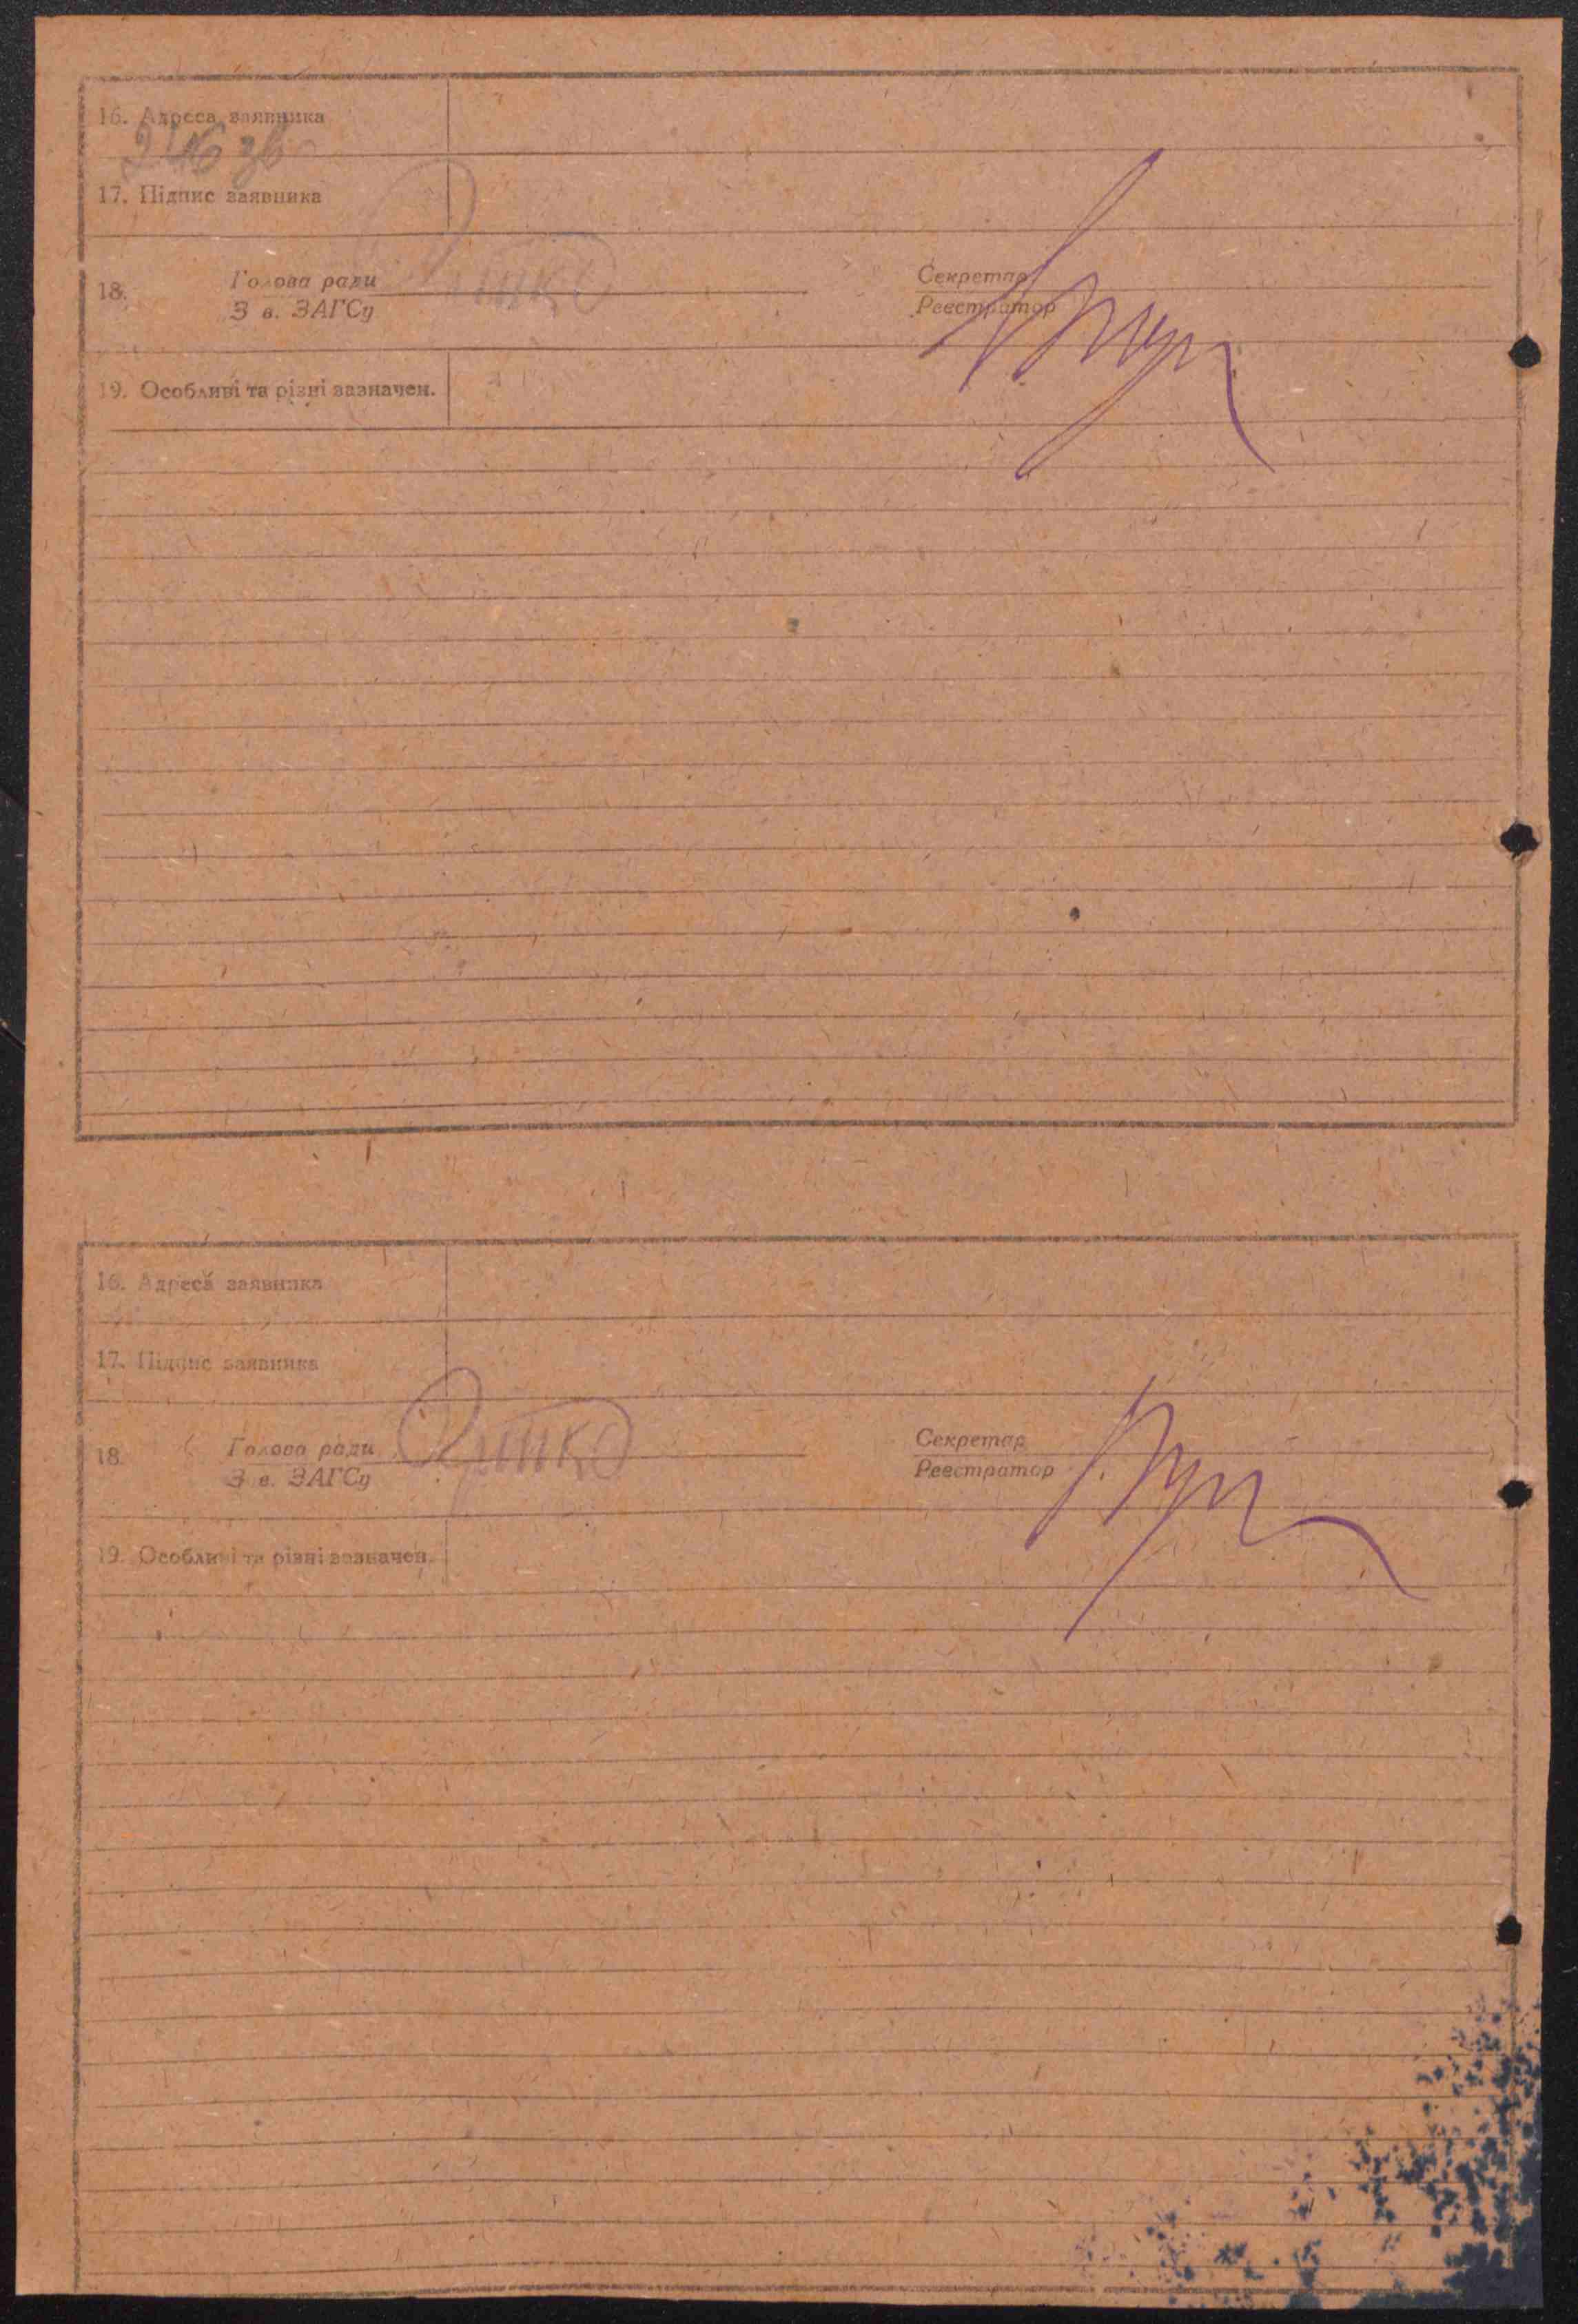 16. Адреса заявника
246 зв
17. Підпис заявника
18. Голова ради Секретар
З в. ЗАГСу Реєстратор
19. Особливі та різні зазначен.
16. Адреса заявника
17. Підпис заявника
18. Голова ради Секретар
З в. ЗАГСу Реєстратор
19. Особливі та різні зазначен.